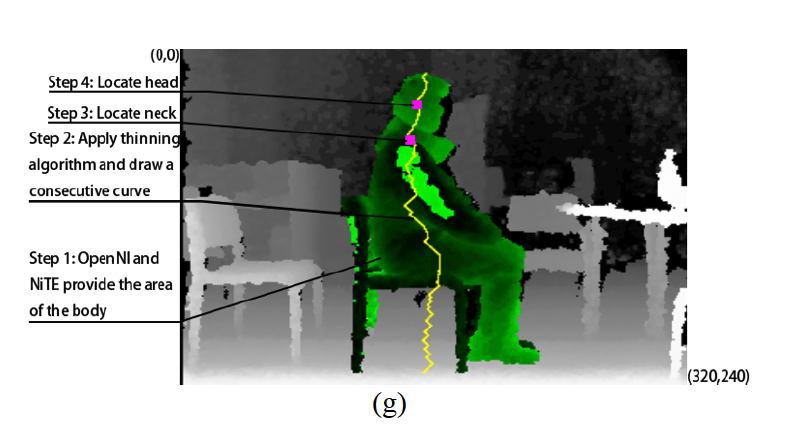 (0,0)
Step 4: Locate head
Step 3: Locate neck
Step 2: Apply thinning
algorithm and draw a
consecutive curve
Step 1: OpenNI and
NiTE provide the area
of the body
(320,240)
(g)